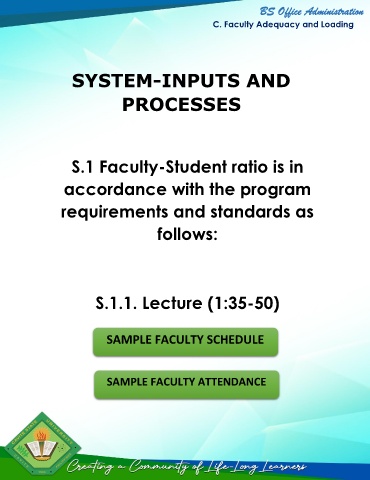 BS Office Administration
C. Faculty Adequacy and Loading
SYSTEM-INPUTS AND
PROCESSES
S.1 Faculty-Student ratio is in
accordance with the program
requirements and standards as
follows:
S.1.1. Lecture (1:35-50)
SAMPLE FACULTY SCHEDULE
SAMPLE FACULTY ATTENDANCE
Creating a Community of Life-Long Learners